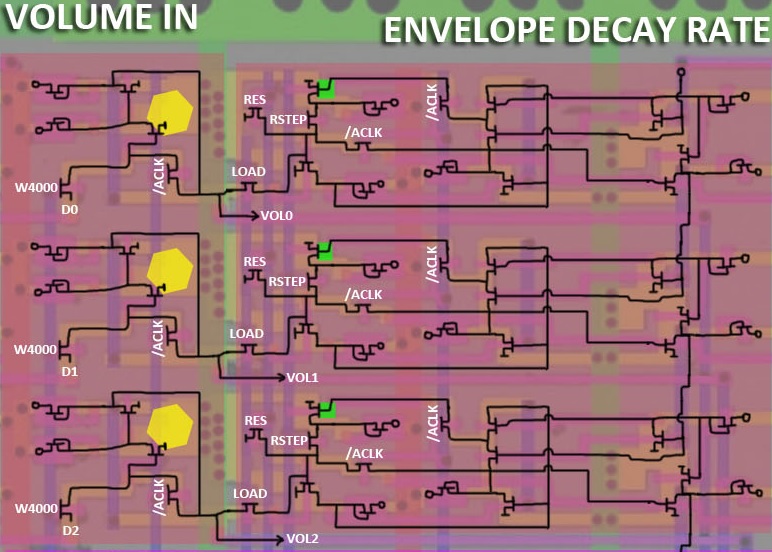 VOLUME IN
ENVELOPE DECAY RATE
RES
/ACLK
RSTEP
/ACLK
/ACLK
LOAD
W4000
D0
VOL0
RES
/ACLK
RSTEP
/ACLK
/ACLK
LOAD
W4000
D1
VOL1
RES
/ACLK
RSTEP
/ACLK
/ACLK
LOAD
W4000
D2
VOL2